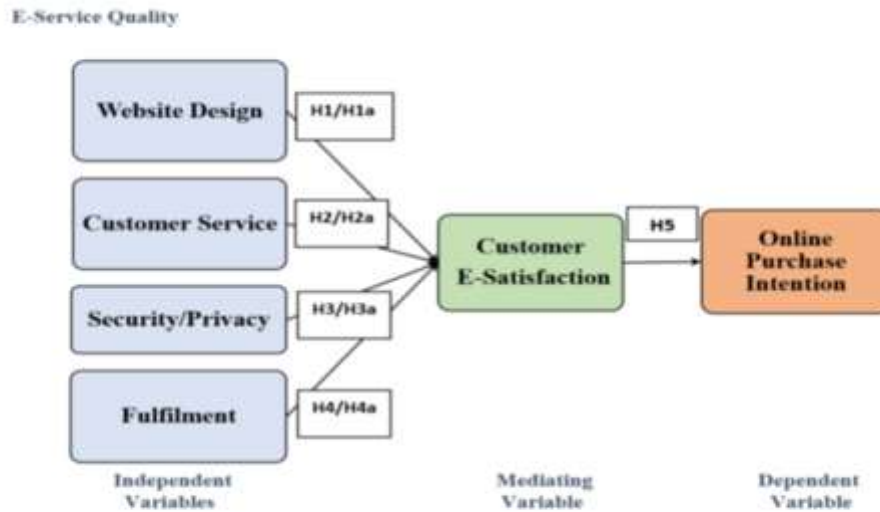 E-Service Quality
Website Design
H1/H1a
Customer Service
H2/H2a
Security/Privacy
H3/H3a
Fulfilment
H4/H4a
Customer
E-Satisfaction
H5
Online
Purchase
Intention
Independent
Variables
Mediating
Variable
Dependent
Variable